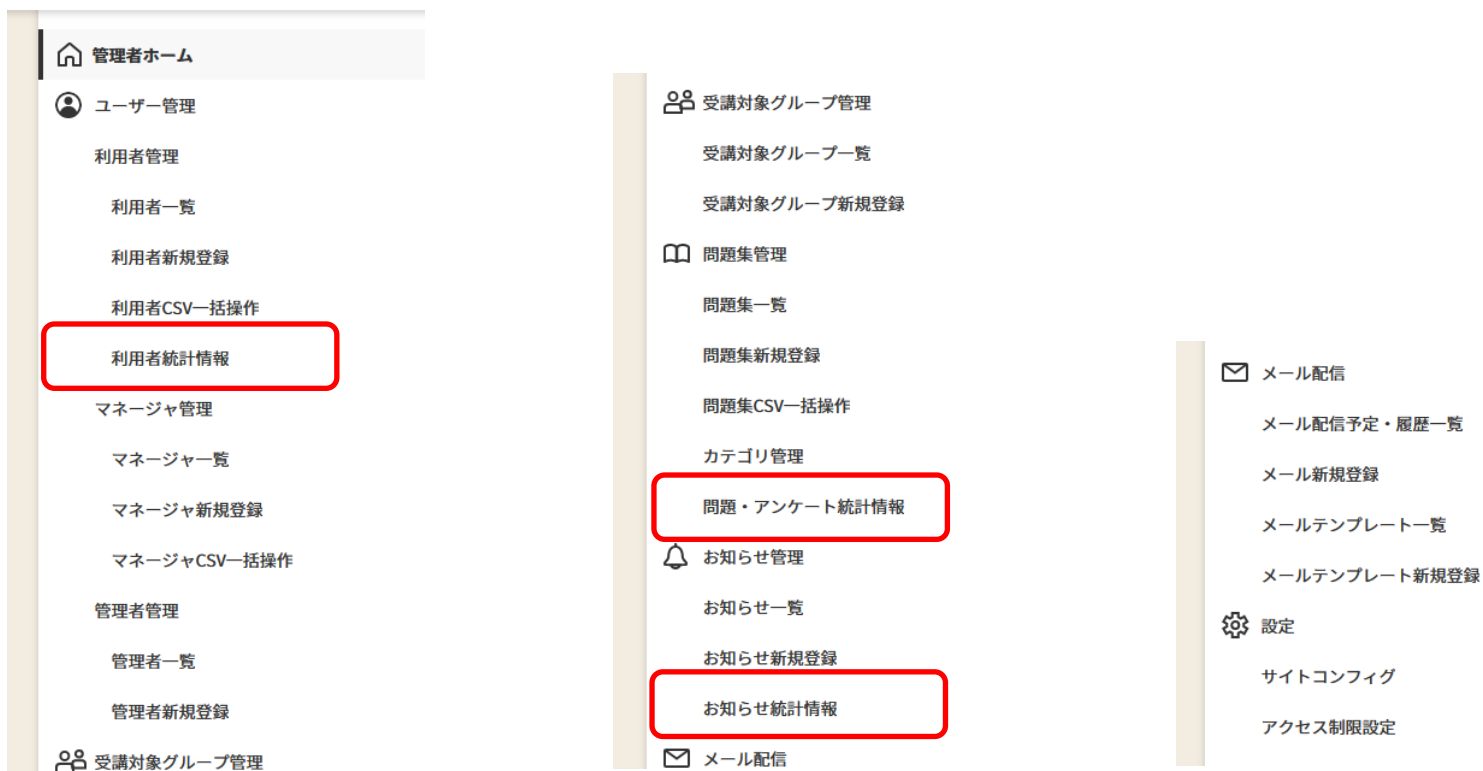 管理者ホーム
ユーザー管理
利用者管理
利用者一覧
利用者新規登録
利用者CSV一括操作
利用者統計情報
マネージャ管理
マネージャ一覧
マネージャ新規登録
マネージャCSV一括操作
管理者管理
管理者一覧
管理者新規登録
受講対象グループ管理
受講対象グループ管理
受講対象グループ一覧
受講対象グループ新規登録
問題集管理
問題集一覧
問題集新規登録
問題集CSV一括操作
カテゴリ管理
問題・アンケート統計情報
お知らせ管理
お知らせ一覧
お知らせ新規登録
お知らせ統計情報
メール配信
メール配信
メール配信予定・履歴一覧
メール新規登録
メールテンプレート一覧
メールテンプレート新規登録
設定
サイトコンフィグ
アクセス制限設定